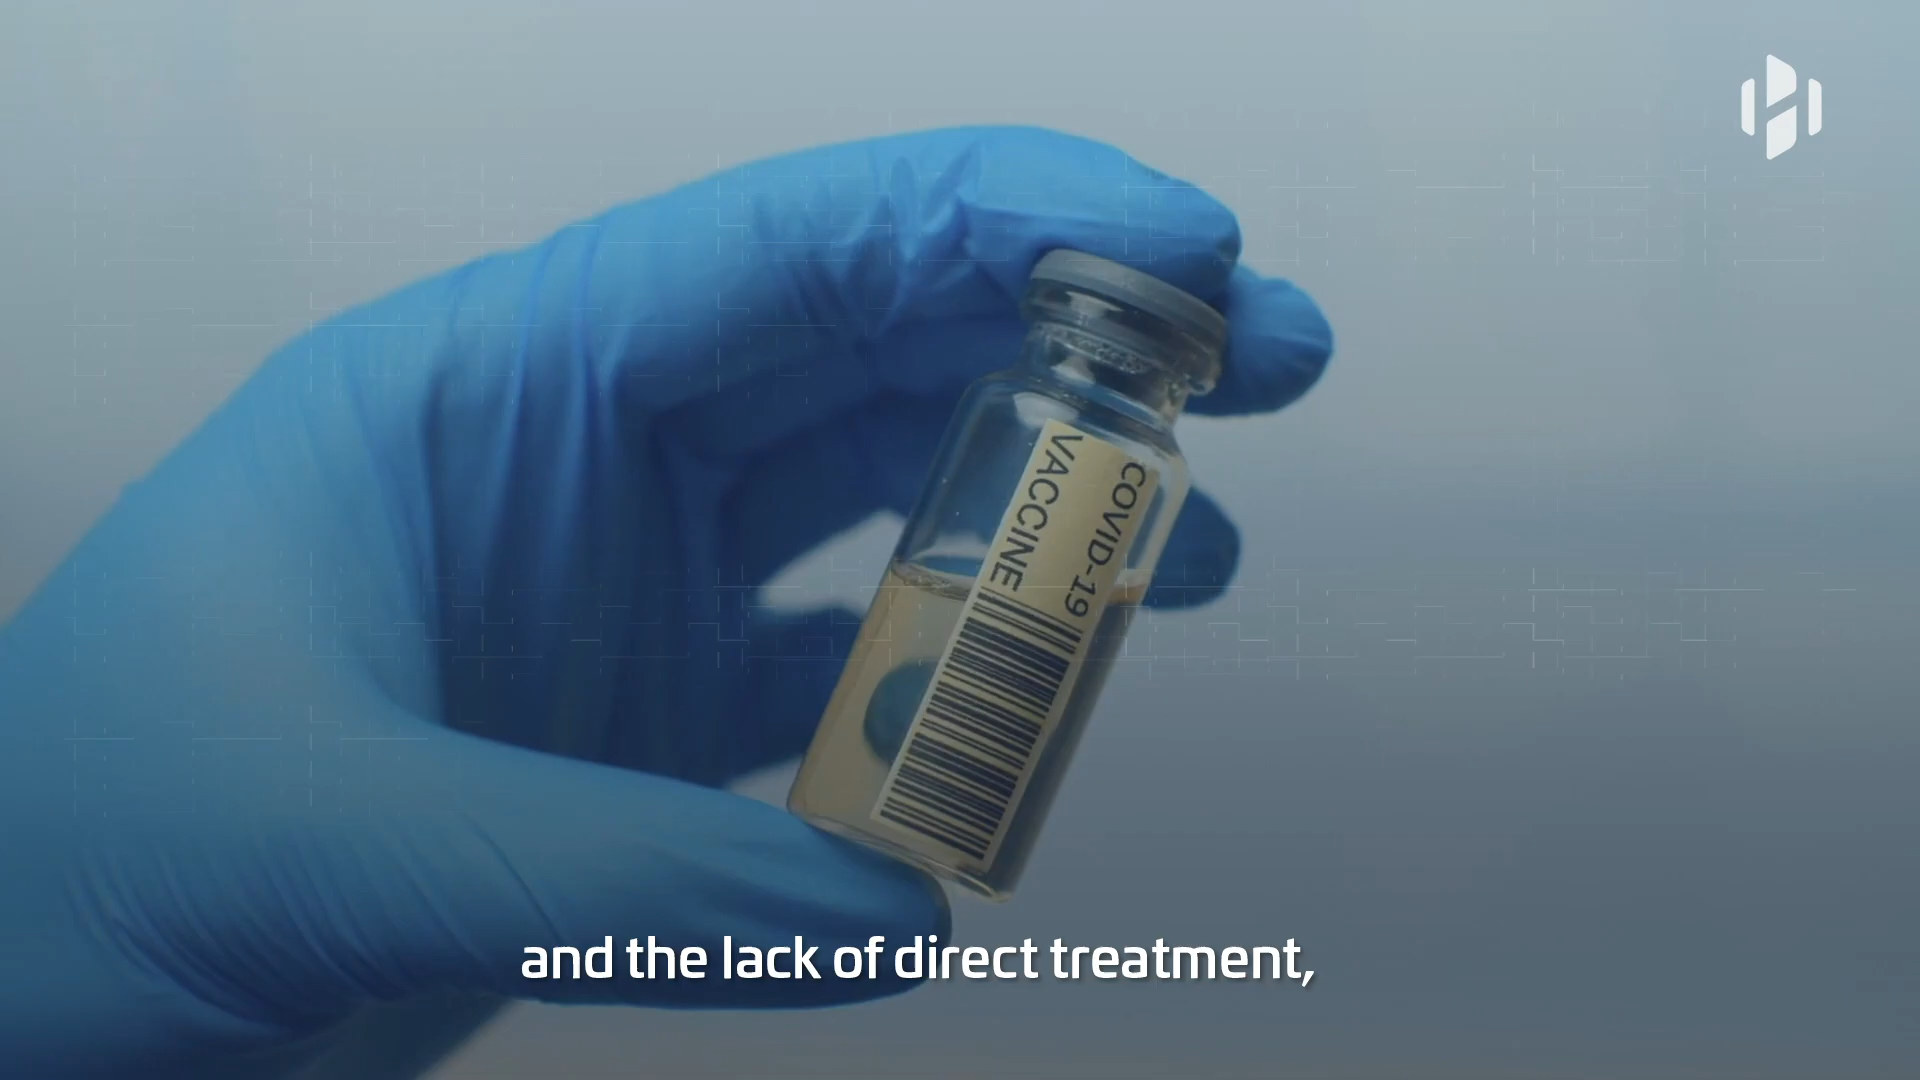 COVID-19
VACCINE
and the lack of direct treatment,